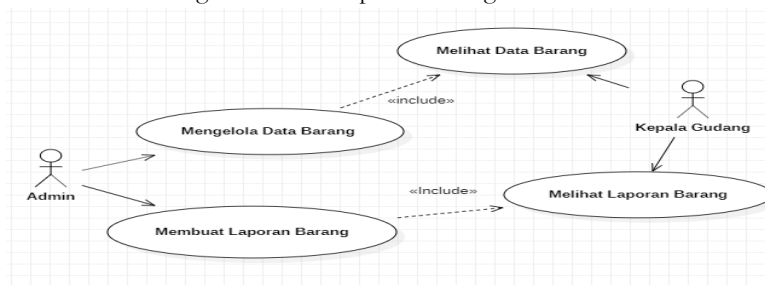 Melihat Data Barang
«include»
Mengelola Data Barang
Kepala Gudang
Admin
«Include»
Melihat Laporan Barang
Membuat Laporan Barang